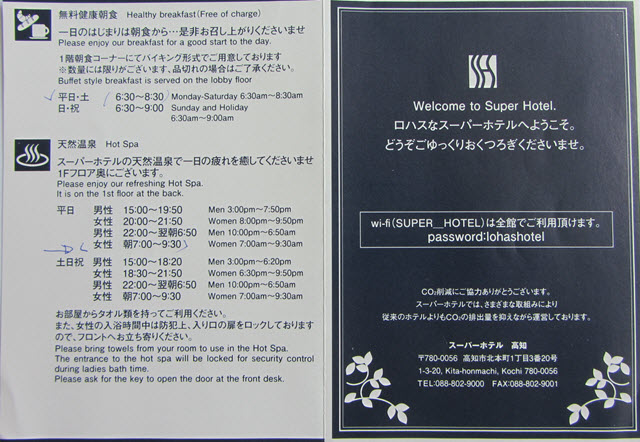 無料健康朝食 Healthy breakfast(Free of charge)
一日のはじまりは朝食から…是非お召し上がりくださいませ
Please enjoy our breakfast for a good start to the day.
1階朝食コーナーにてバイキング形式でご用意しております
※数量には限りがございます、品切れの場合はご了承ください。
Buffet style breakfast is served on the lobby floor
平日・土 (6:30〜8:30) Monday-Saturday 6:30am〜8:30am
日・祝 6:30〜9:00 Sunday and Holiday
6:30am〜9:00am
天然温泉 Hot Spa
スーパーホテルの天然温泉で一日の疲れを癒してくださいませ
1Fフロア奥にございます。
Please enjoy our refreshing Hot Spa.
It is on the 1st floor at the back.
平日 男性 15:00〜19:50 Men 3:00pm〜7:50pm
女性 20:00〜21:50 Women 8:00pm〜9:50pm
男性 22:00〜翌朝6:50 Men 10:00pm〜6:50am
女性 朝7:00〜9:30 Women 7:00am〜9:30am
土日祝 男性 15:00〜18:20 Men 3:00pm〜6:20pm
女性 18:30〜21:50 Women 6:30pm〜9:50pm
男性 22:00〜翌朝6:50 Men 10:00pm〜6:50am
女性 朝7:00〜9:30 Women 7:00am〜9:30am
お部屋からタオル類を持ってご利用ください。
また、女性の入浴時間中は防犯上、入り口の扉をロックしております
ので、フロントへお立ち寄りください。
Please bring towels from your room to use in the Hot Spa.
The entrance to the hot spa will be locked for security control
during ladies bath time.
Please ask for the key to open the door at the front desk.
Welcome to Super Hotel.
ロハスなスーパーホテルへようこそ。
どうぞごゆっくりおくつろぎくださいませ。
wi-fi(SUPER__HOTEL)は全館でご利用頂けます。
password:lohashotel
CO₂削減にご協力ありがとうございます。
スーパーホテルでは、さまざまな取組みにより
従来のホテルよりもCO₂の排出量を抑えながら運営しております。
スーパーホテル 高知
〒780-0056 高知市北本町1丁目3番20号
1-3-20, Kita-honmachi, Kochi 780-0056
TEL:088-802-9000 FAX:088-802-9001